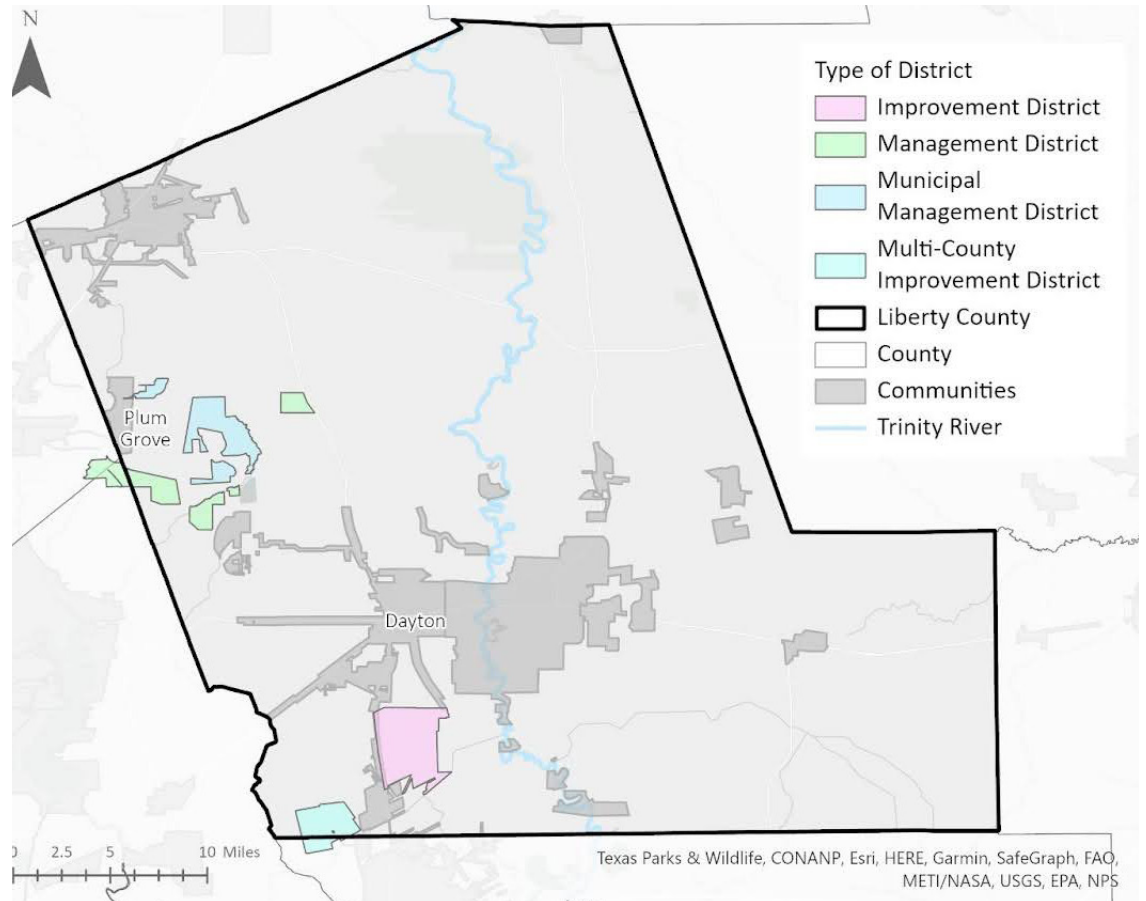 N
Type of District
Improvement District
Management District
Municipal
Management District
Multi-County
Improvement District
Liberty County
County
Communities
Trinity River
Plum
Grove
Dayton
0 2.5 5 10 Miles
Texas Parks & Wildlife, CONANP, Esri, HERE, Garmin, SafeGraph, FAO,
METI/NASA, USGS, EPA, NPS